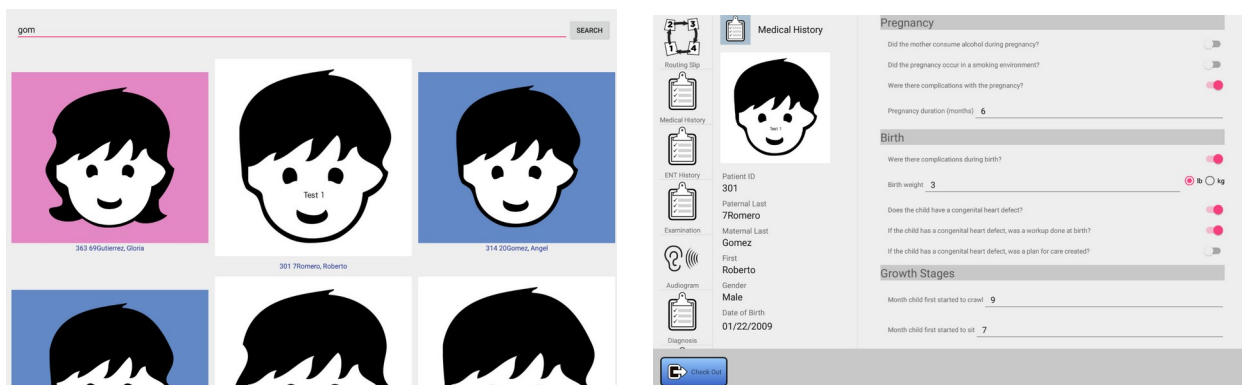 gom
SEARCH
Test 1
363 69Gutierrez, Gloria
301 7Romero, Roberto
314 20Gomez, Angel
2 3
1 4
Routing Slip
Medical History
ENT History
Examination
Audiogram
Diagnosis
Medical History
Test 1
Patient ID
301
Paternal Last
7Romero
Maternal Last
Gomez
First
Roberto
Gender
Male
Date of Birth
01/22/2009
Pregnancy
Did the mother consume alcohol during pregnancy?
Did the pregnancy occur in a smoking environment?
Were there complications with the pregnancy?
Pregnancy duration (months) 6
Birth
Were there complications during birth?
Birth weight 3 lb kg
Does the child have a congenital heart defect?
If the child has a congenital heart defect, was a workup done at birth?
If the child has a congenital heart defect, was a plan for care created?
Growth Stages
Month child first started to crawl 9
Month child first started to sit 7
Check Out